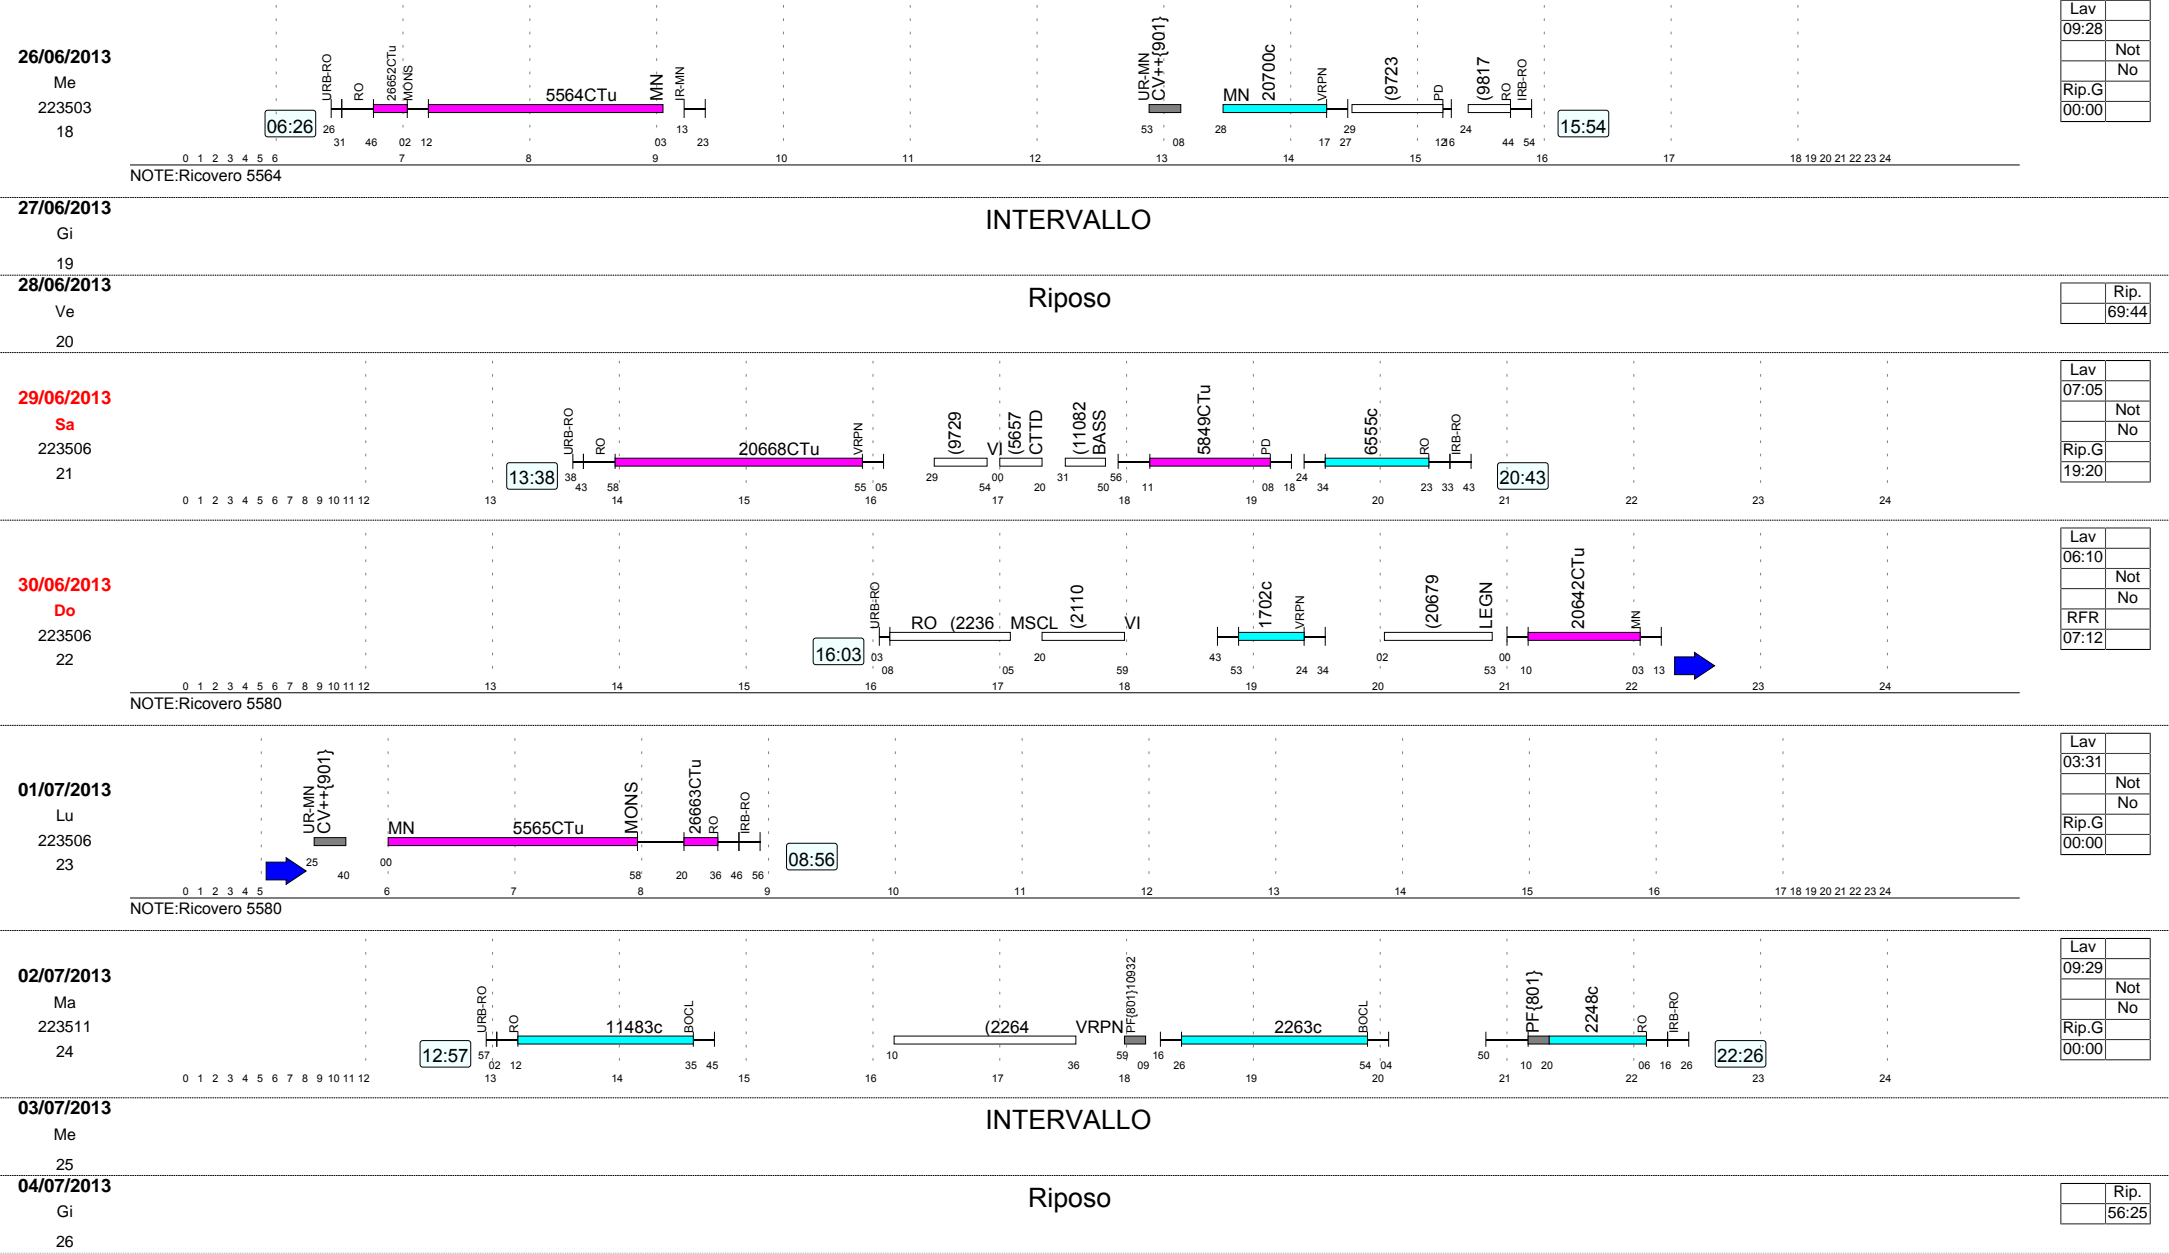 26/06/2013
Me
223503
18
06:26
URB-RO
RO
26652CTu
MONS
5564CTu
MN
IR-MN
UR-MN
CV++{901}
MN
20700c
VRPN
(9723
PD
(9817
RO
IRB-RO
15:54
26 31 46 02 12 03 13 23 53 08 28 17 27 29 12 16 24 44 54
0 1 2 3 4 5 6 7 8 9 10 11 12 13 14 15 16 17 18 19 20 21 22 23 24
NOTE:Ricovero 5564
Lav
09:28
Not
No
Rip.G
00:00
27/06/2013
Gi
19
INTERVALLO
28/06/2013
Ve
20
Riposo
Rip.
69:44
29/06/2013
Sa
223506
21
13:38
URB-RO
RO
20668CTu
VRPN
(9729
VI
(5657
CTTD
(11082
BASS
5849CTu
PD
6555c
RO
IRB-RO
20:43
38 43 58 55 05 29 54 00 20 31 50 56 11 08 18 24 34 23 33 43
0 1 2 3 4 5 6 7 8 9 10 11 12 13 14 15 16 17 18 19 20 21 22 23 24
Lav
07:05
Not
No
Rip.G
19:20
30/06/2013
Do
223506
22
16:03
URB-RO
RO
(2236
MSCL
(2110
VI
1702c
VRPN
(20679
LEGN
20642CTu
MN
03 08 05 20 59 43 53 24 34 02 53 00 10 03 13
0 1 2 3 4 5 6 7 8 9 10 11 12 13 14 15 16 17 18 19 20 21 22 23 24
NOTE:Ricovero 5580
Lav
06:10
Not
No
RFR
07:12
01/07/2013
Lu
223506
23
UR-MN
CV++{901}
MN
5565CTu
MONS
26663CTu
RO
IRB-RO
08:56
25 40 00 58 20 36 46 56
0 1 2 3 4 5 6 7 8 9 10 11 12 13 14 15 16 17 18 19 20 21 22 23 24
NOTE:Ricovero 5580
Lav
03:31
Not
No
Rip.G
00:00
02/07/2013
Ma
223511
24
12:57
URB-RO
RO
11483c
BOCL
(2264
VRPN
PF{801}10932
2263c
BOCL
PF{801}
2248c
RO
IRB-RO
22:26
57 02 12 35 45 10 36 59 09 16 26 54 04 50 10 20 06 16 26
0 1 2 3 4 5 6 7 8 9 10 11 12 13 14 15 16 17 18 19 20 21 22 23 24
Lav
09:29
Not
No
Rip.G
00:00
03/07/2013
Me
25
INTERVALLO
04/07/2013
Gi
26
Riposo
Rip.
56:25